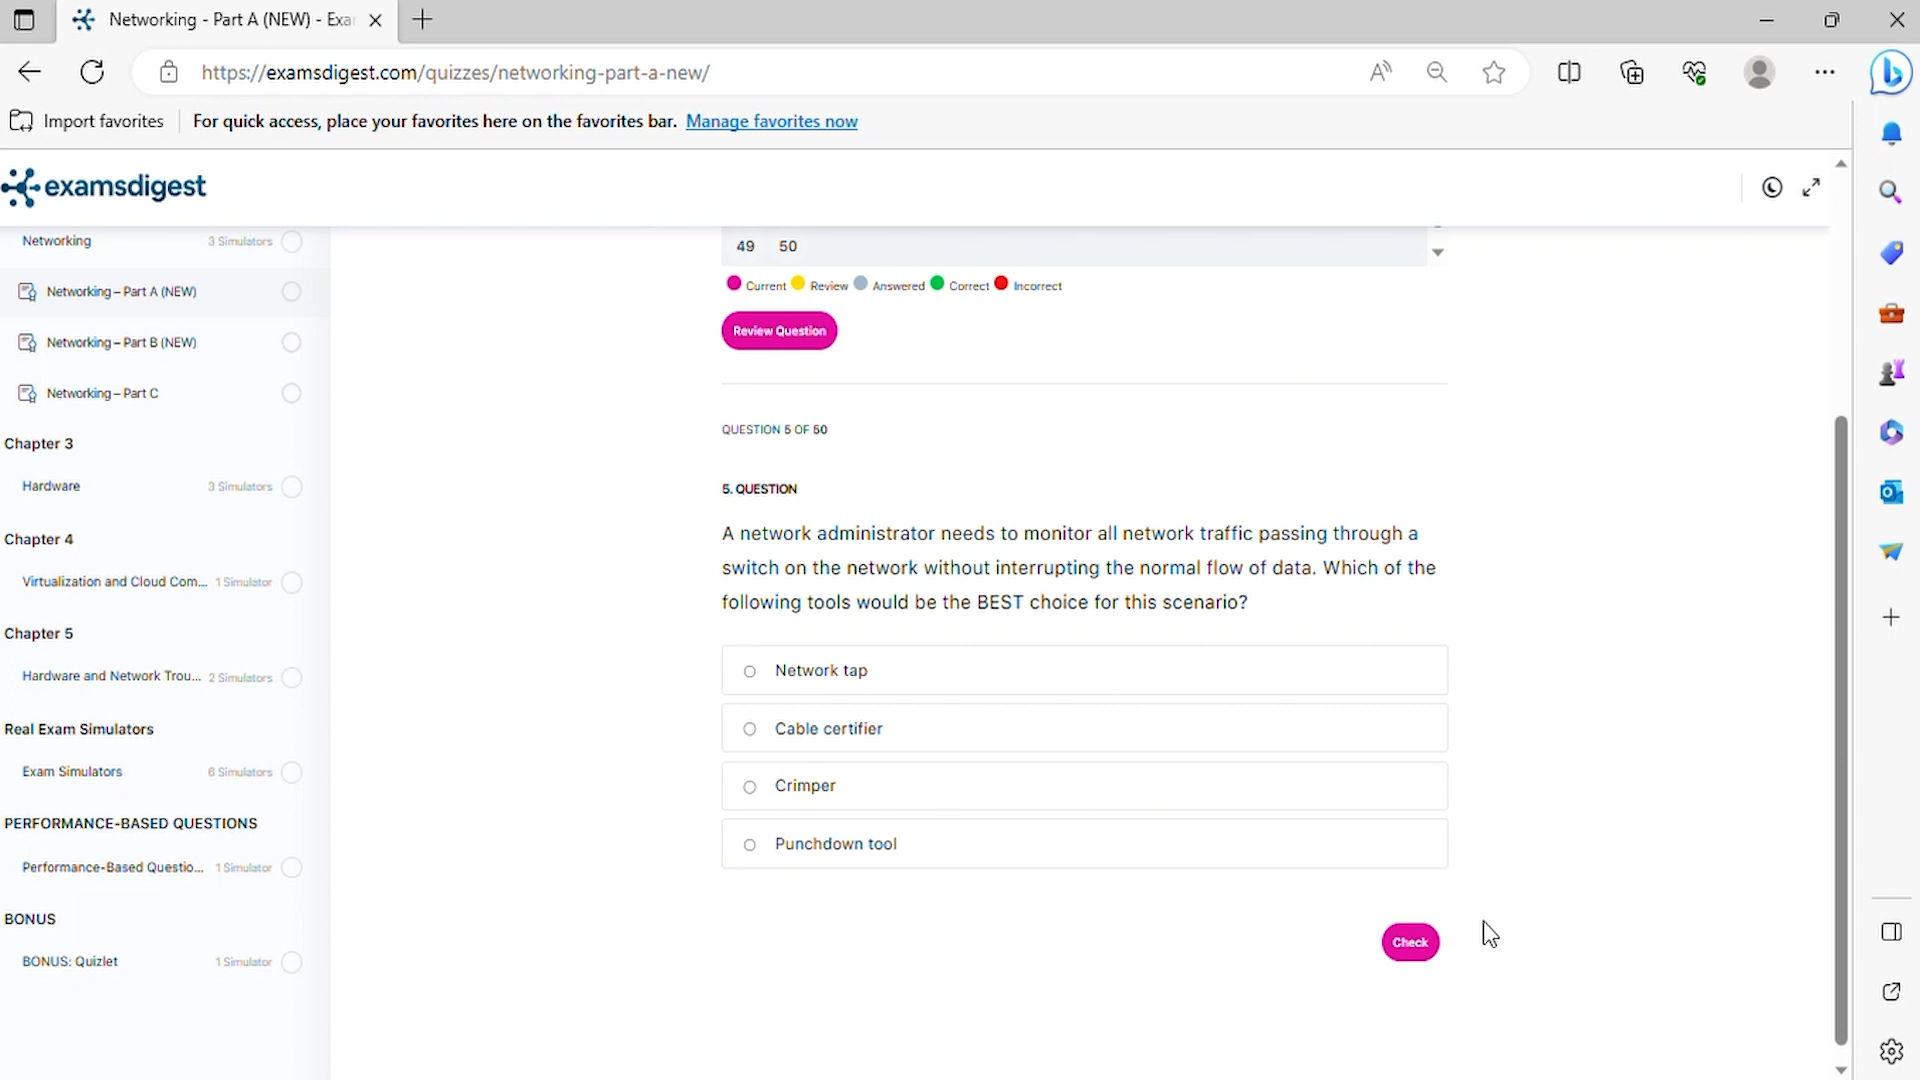 Networking - Part A (NEW) - Exa
https://examsdigest.com/quizzes/networking-part-a-new/
Import favorites
For quick access, place your favorites here on the favorites bar. Manage favorites now
examsdigest
Networking 3 Simulators
Networking – Part A (NEW)
Networking – Part B (NEW)
Networking – Part C
Chapter 3
Hardware 3 Simulators
Chapter 4
Virtualization and Cloud Com... 1 Simulator
Chapter 5
Hardware and Network Trou... 2 Simulators
Real Exam Simulators
Exam Simulators 6 Simulators
PERFORMANCE-BASED QUESTIONS
Performance-Based Questio... 1 Simulator
BONUS
BONUS: Quizlet 1 Simulator
49 50
Current Review Answered Correct Incorrect
Review Question
QUESTION 5 OF 50
5. QUESTION
A network administrator needs to monitor all network traffic passing through a
switch on the network without interrupting the normal flow of data. Which of the
following tools would be the BEST choice for this scenario?
Network tap
Cable certifier
Crimper
Punchdown tool
Check